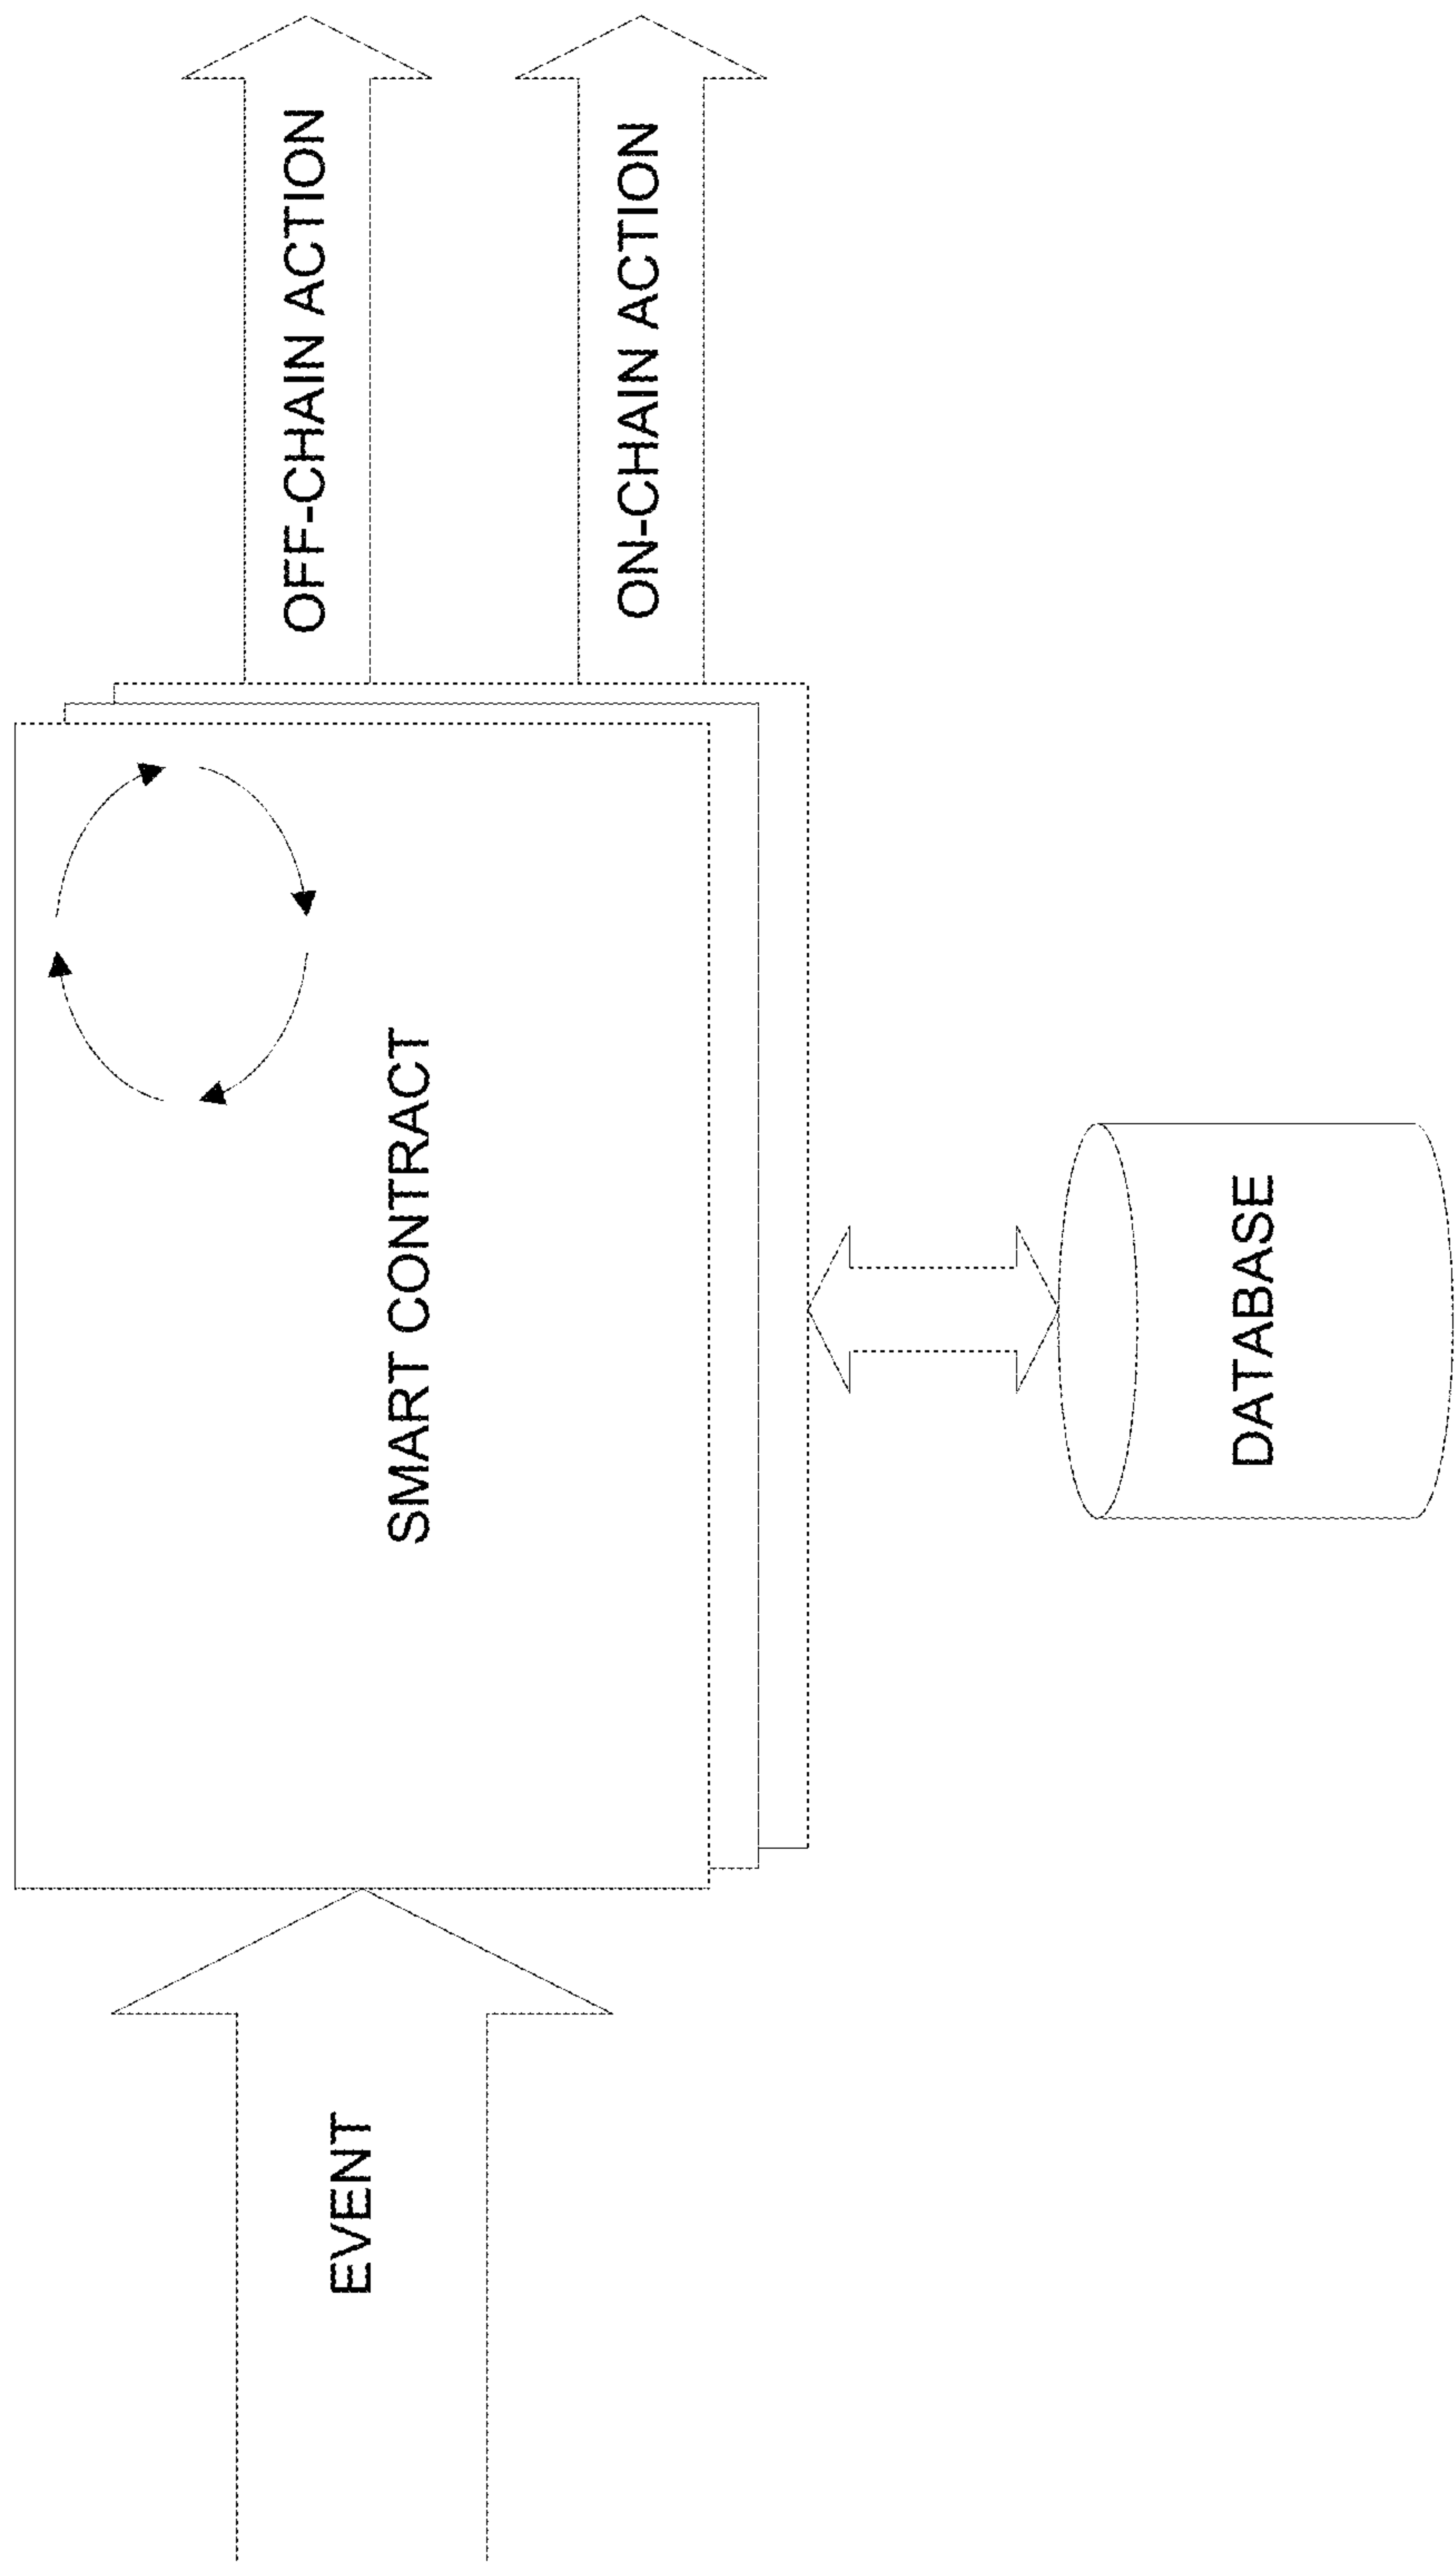 EVENT
SMART CONTRACT
OFF-CHAIN ACTION
ON-CHAIN ACTION
DATABASE